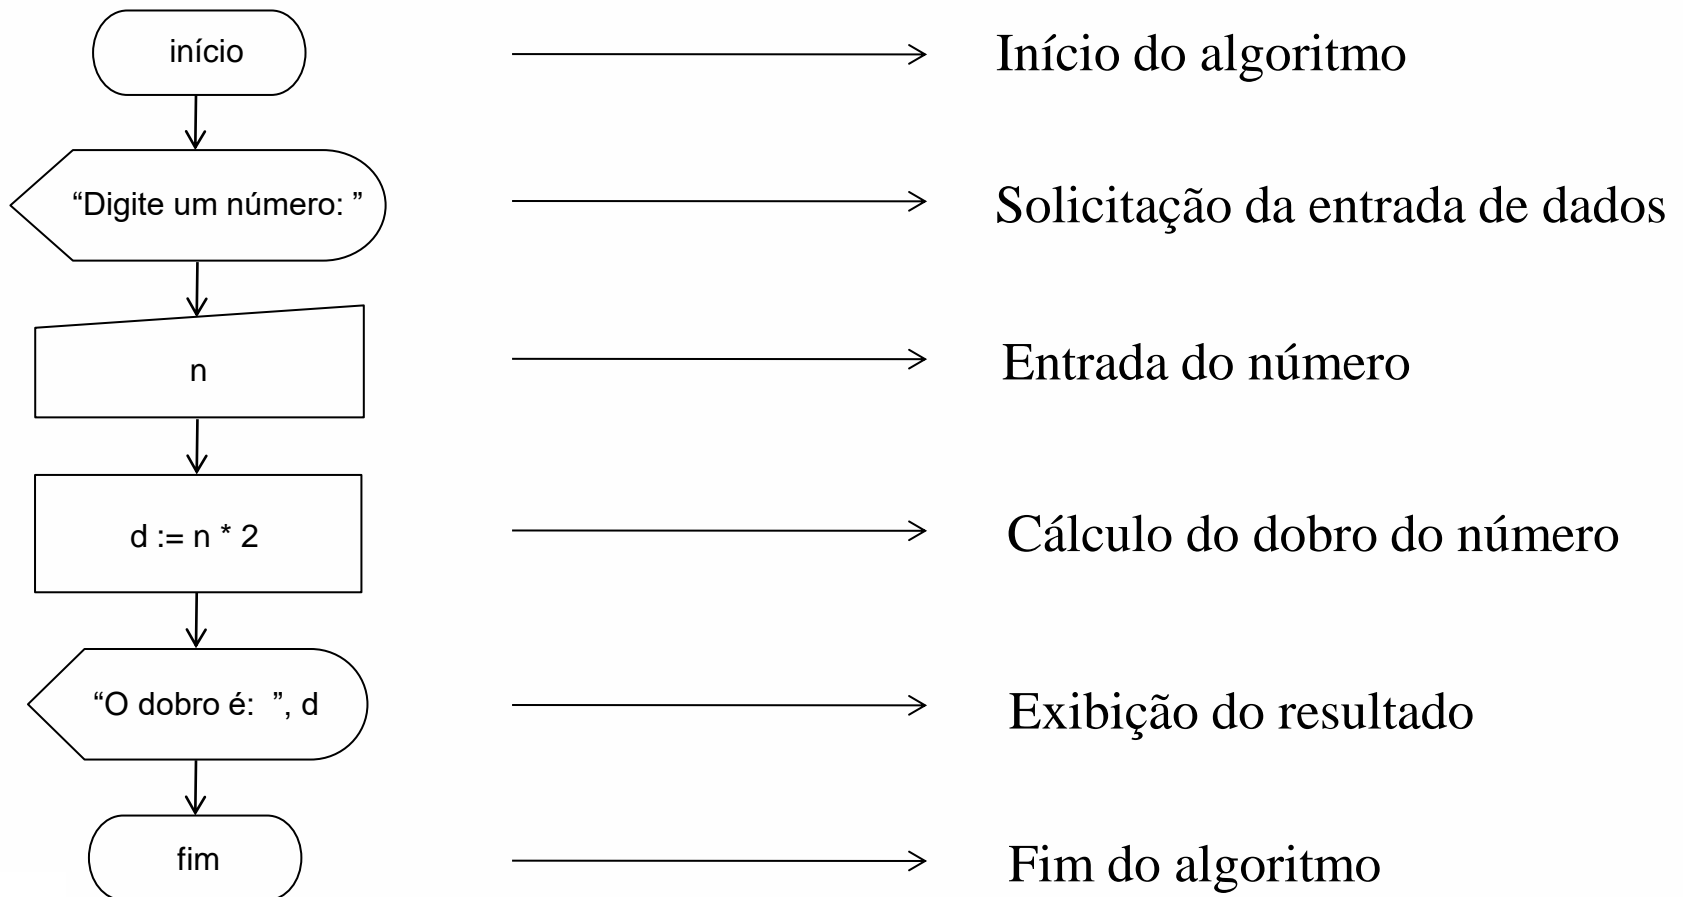 início
Início do algoritmo
“Digite um número: ”
Solicitação da entrada de dados
n
Entrada do número
d := n * 2
Cálculo do dobro do número
“O dobro é:  ”, d
Exibição do resultado
fim
Fim do algoritmo